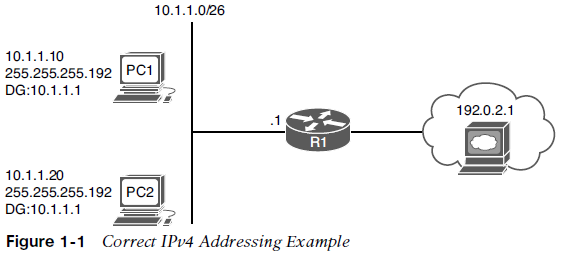 10.1.1.0/26
10.1.1.10
255.255.255.192
DG:10.1.1.1
PC1
.1
R1
192.0.2.1
10.1.1.20
255.255.255.192
DG:10.1.1.1
PC2
Figure 1-1 Correct IPv4 Addressing Example